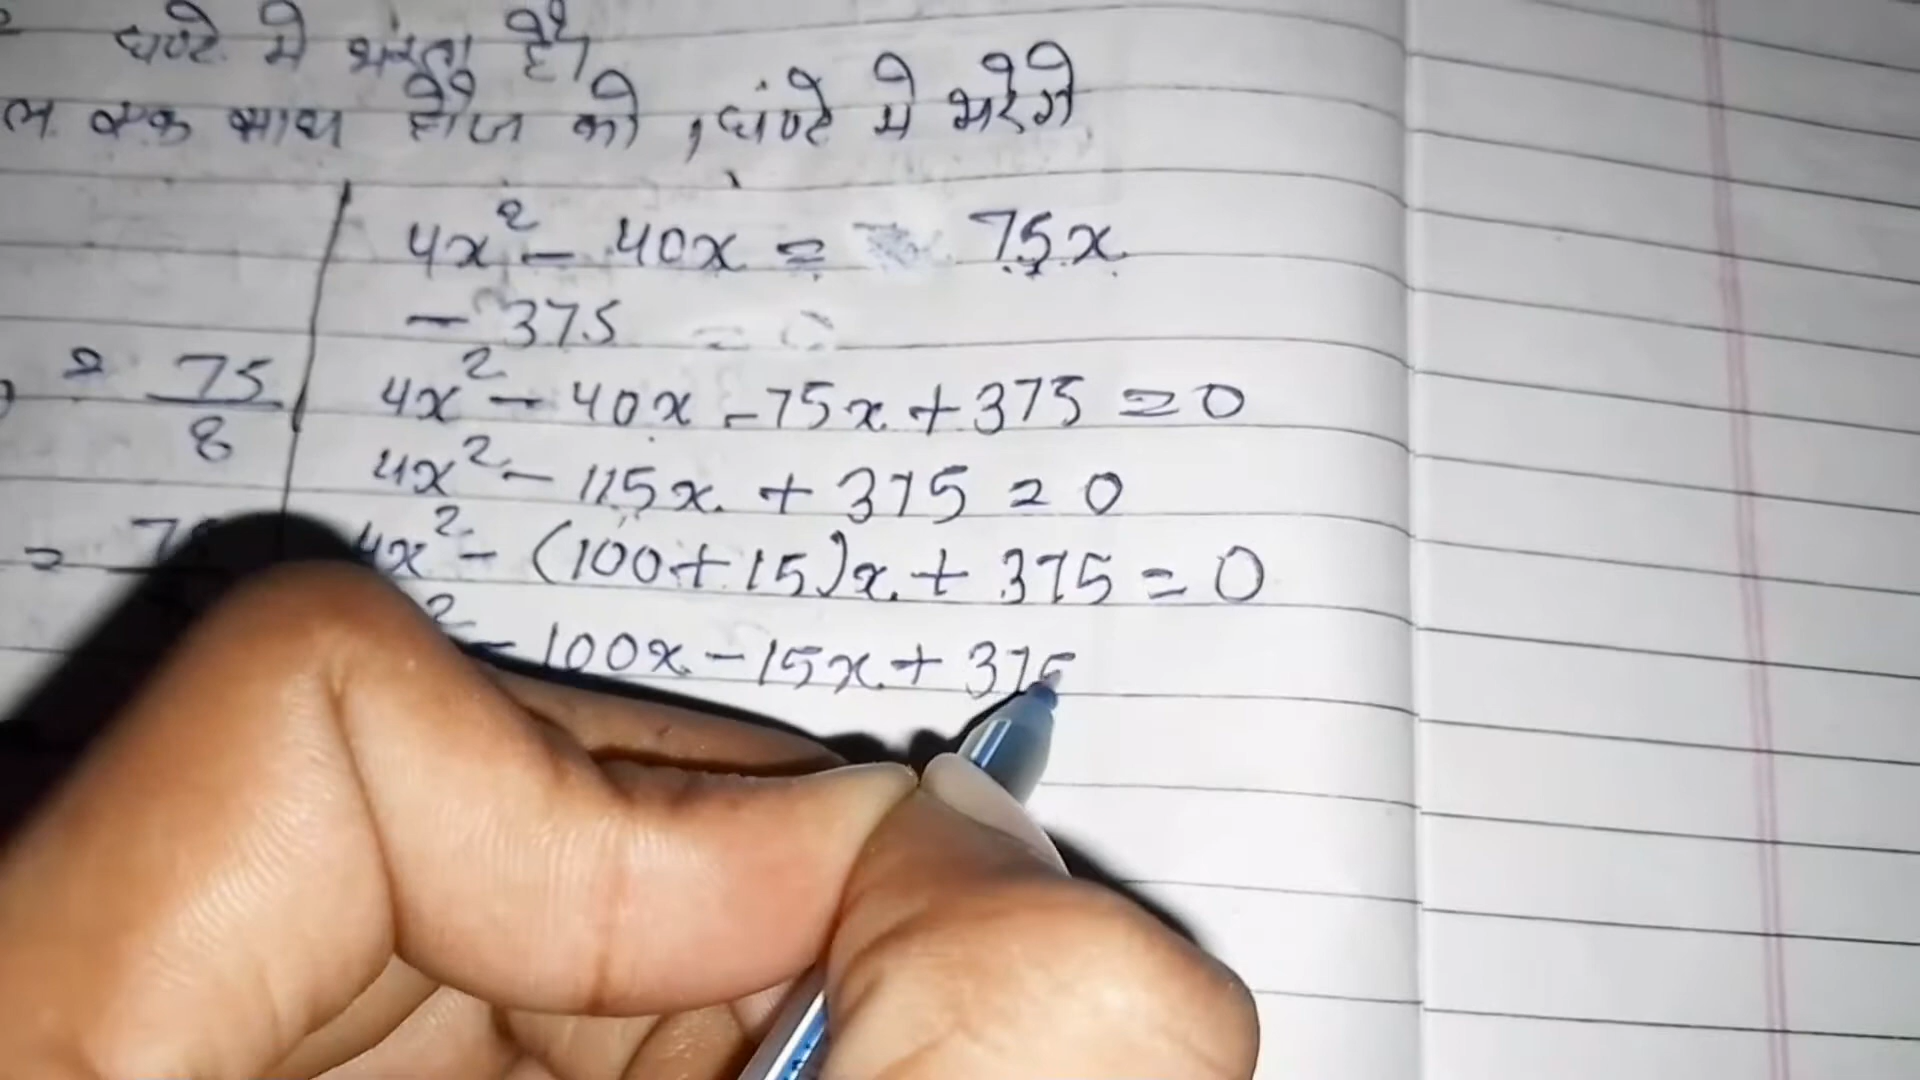 घण्टे मे भरता है।
एक साथ हौज को , घंण्टे मे भरेगे
4x² - 40x = 75x
- 375
= 75/8
4x² - 40x - 75x + 375 = 0
4x² - 115x + 375 = 0
=
4x² - (100 + 15)x + 375 = 0
² - 100x - 15x + 375